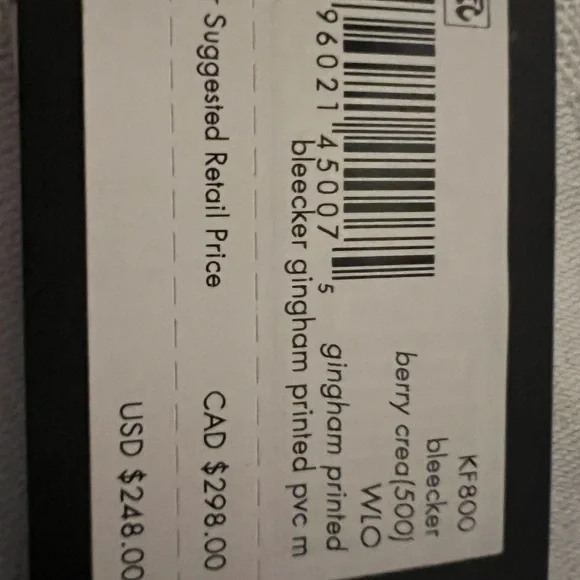 KF800
bleecker
berry crea(500)
WLO
gingham printed
96021 45007 5
bleecker gingham printed pvc m
Suggested Retail Price CAD $298.00
USD $248.00